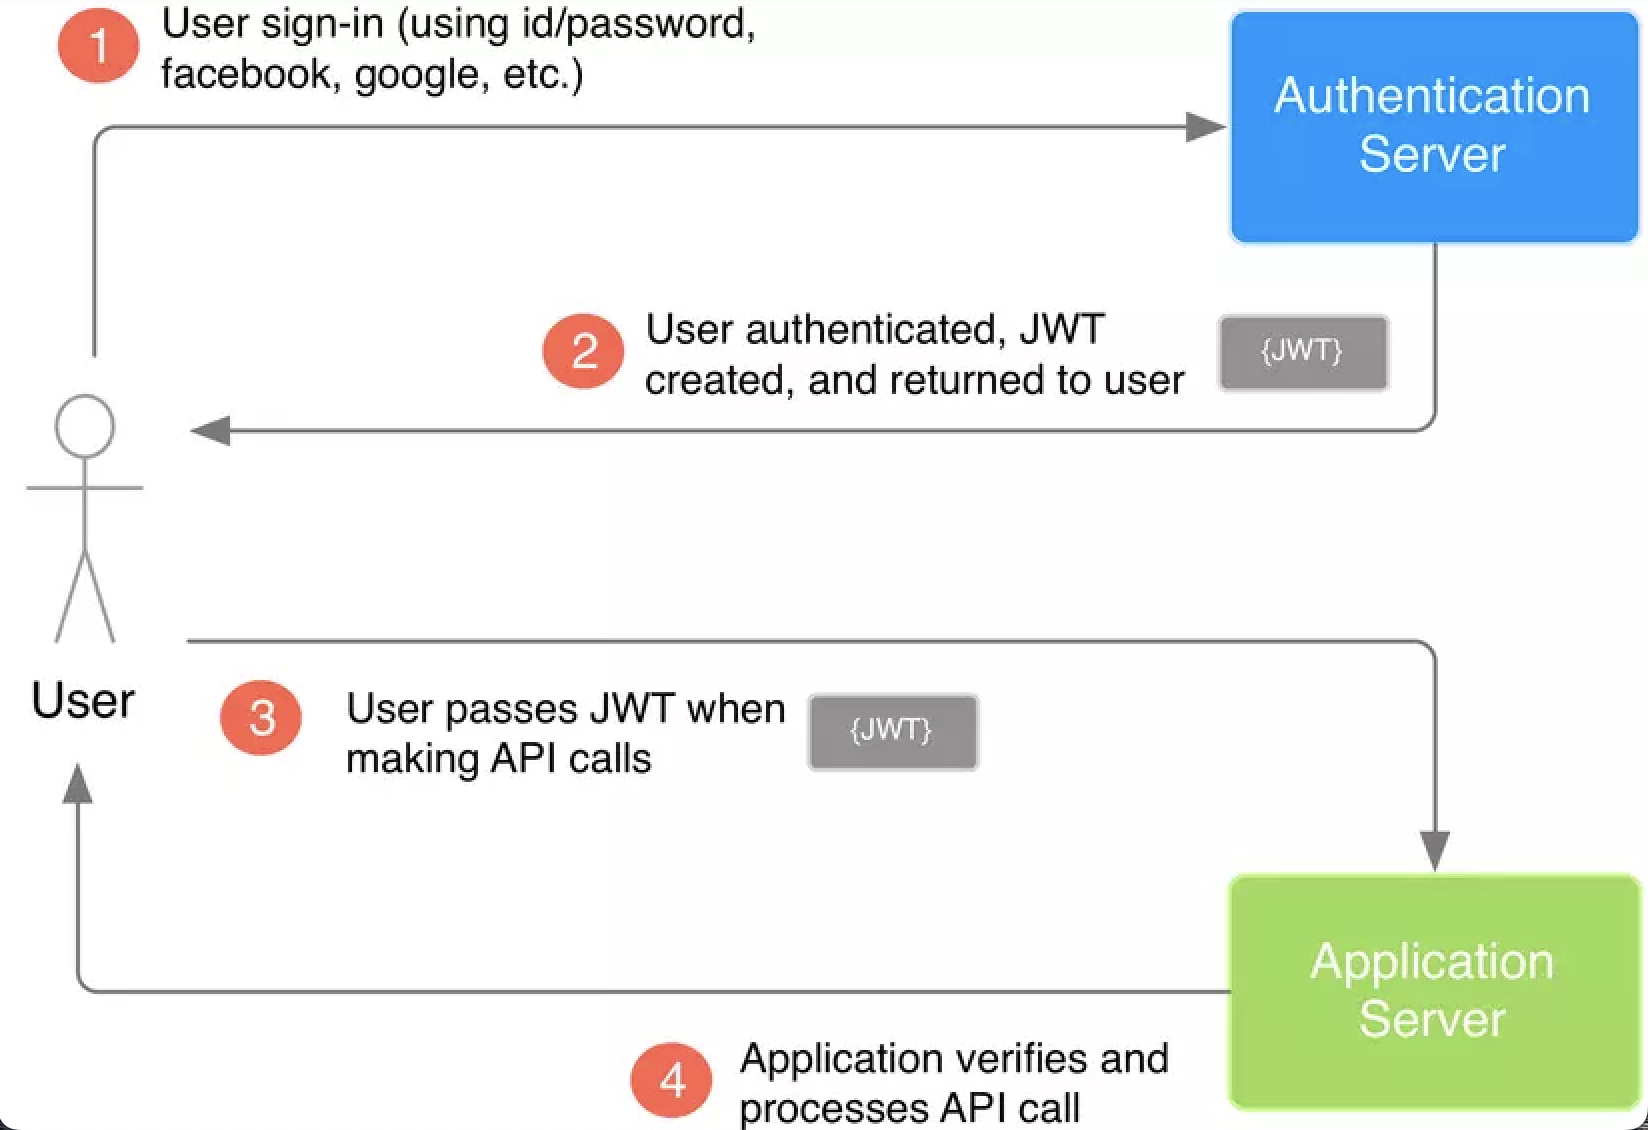 1
User sign-in (using id/password,
facebook, google, etc.)
Authentication
Server
2
User authenticated, JWT
created, and returned to user
{JWT}
User
3
User passes JWT when
making API calls
{JWT}
Application
Server
4
Application verifies and
processes API call